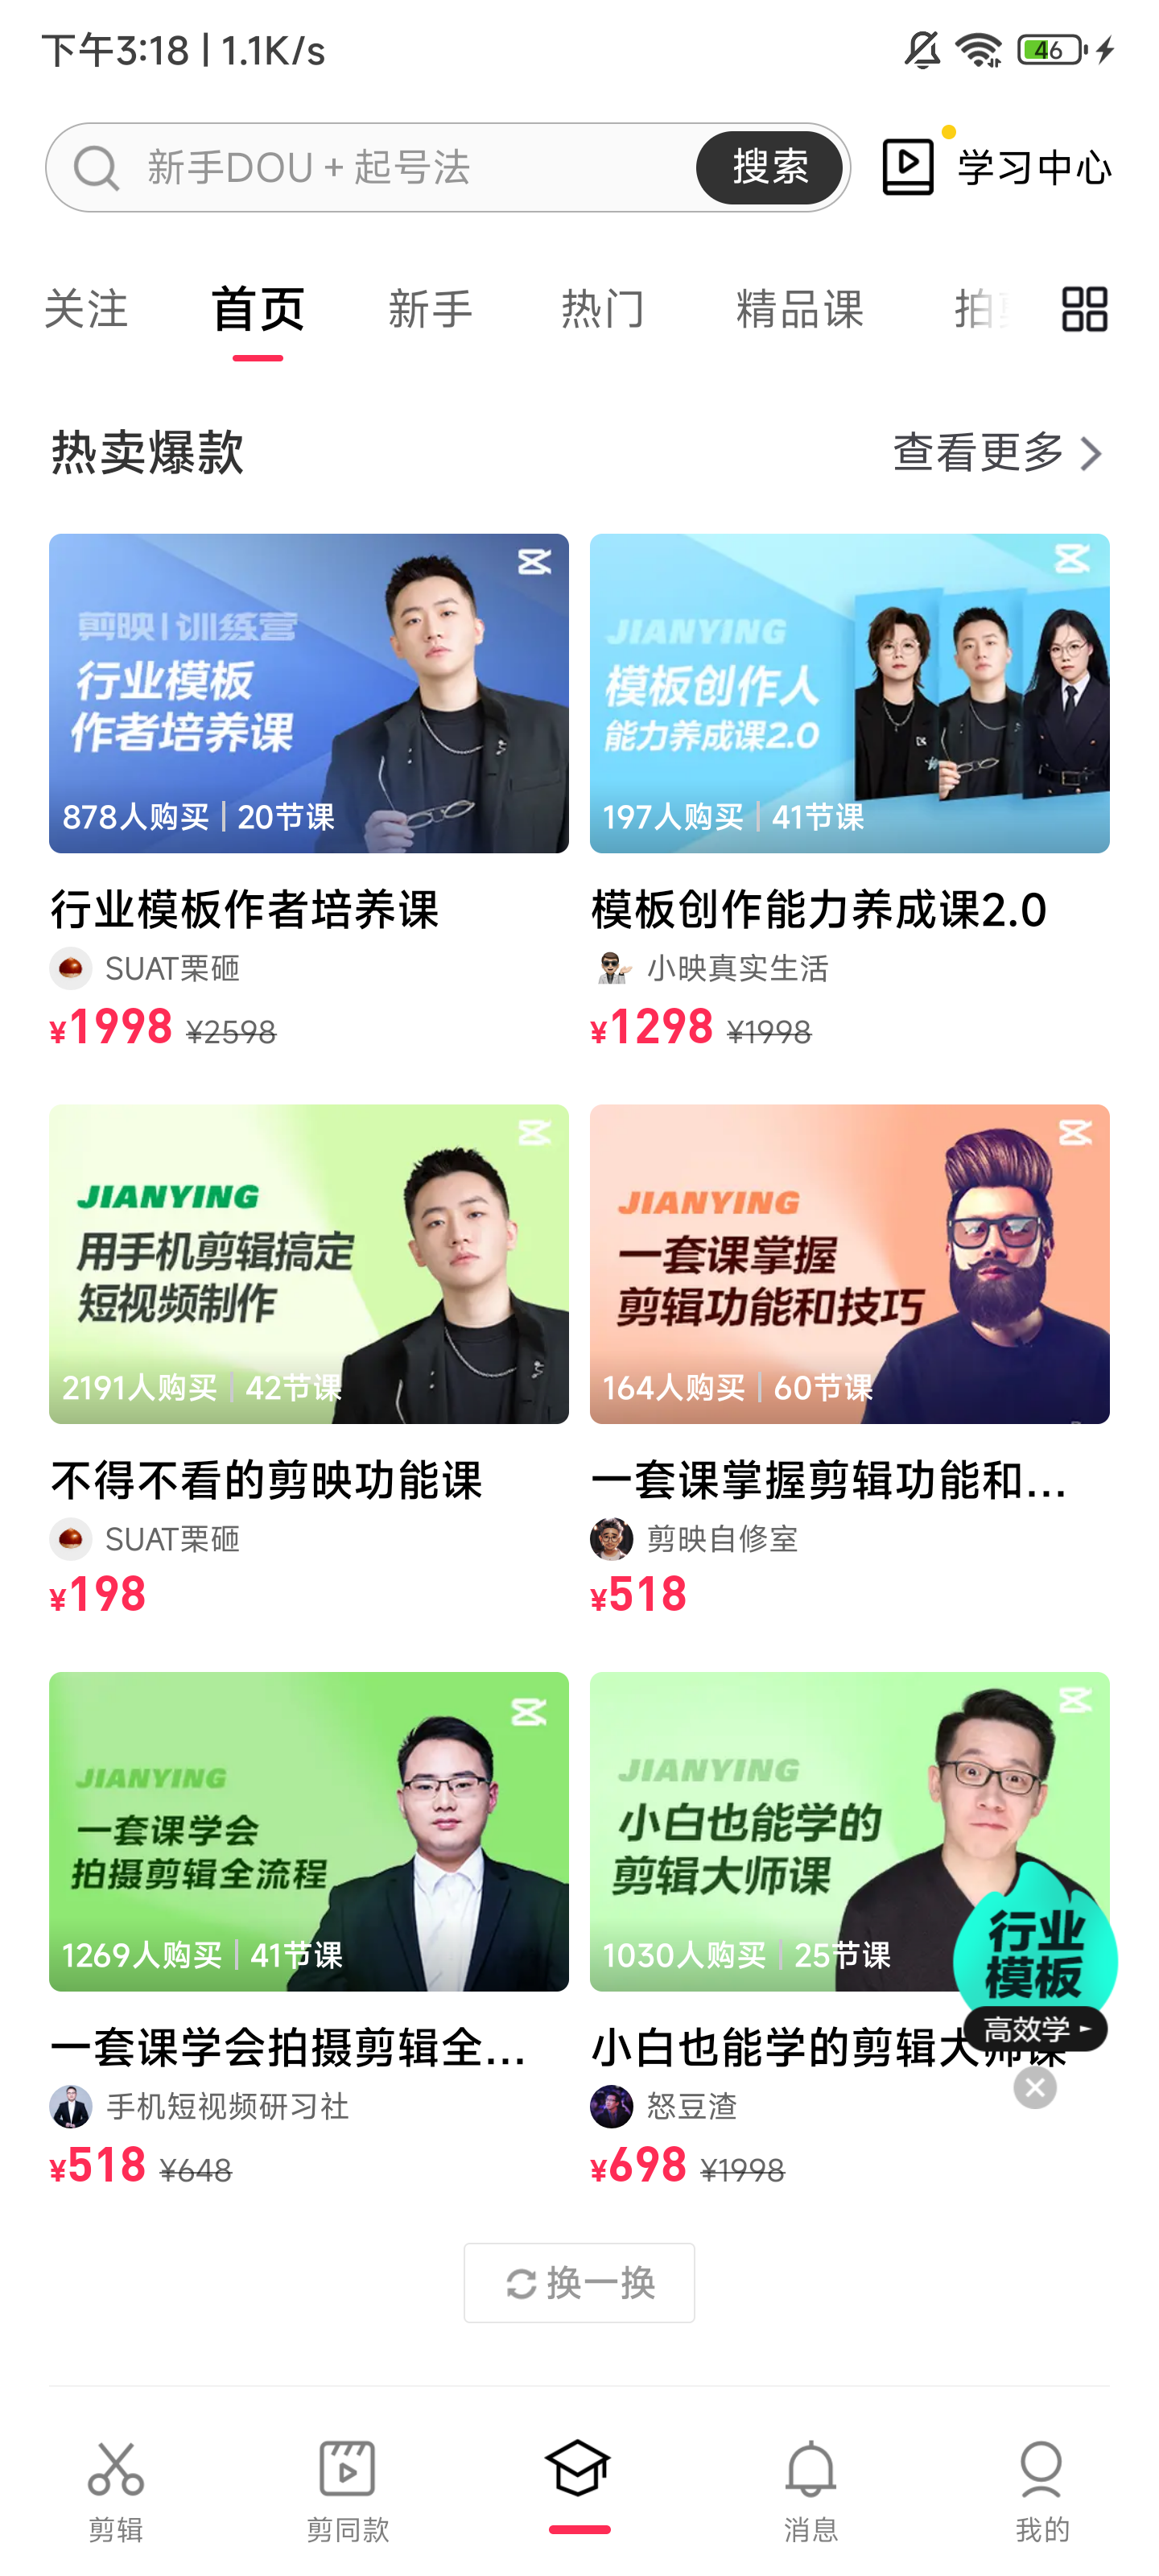 下午3:18 | 1.1K/s
46
新手DOU + 起号法
搜索
学习中心
关注
首页
新手
热门
精品课
拍
热卖爆款
查看更多
剪映 | 训练营
行业模板
作者培养课
878人购买 | 20节课
JIANYING
模板创作人
能力养成课2.0
197人购买 | 41节课
行业模板作者培养课
SUAT栗砸
¥1998 ¥2598
模板创作能力养成课2.0
小映真实生活
¥1298 ¥1998
JIANYING
用手机剪辑搞定
短视频制作
2191人购买 | 42节课
JIANYING
一套课掌握
剪辑功能和技巧
164人购买 | 60节课
不得不看的剪映功能课
SUAT栗砸
¥198
一套课掌握剪辑功能和...
剪映自修室
¥518
JIANYING
一套课学会
拍摄剪辑全流程
1269人购买 | 41节课
JIANYING
小白也能学的
剪辑大师课
1030人购买 | 25节课
行业
模板
高效学
一套课学会拍摄剪辑全...
手机短视频研习社
¥518 ¥648
小白也能学的剪辑大师课
怒豆渣
¥698 ¥1998
换一换
剪辑
剪同款
消息
我的